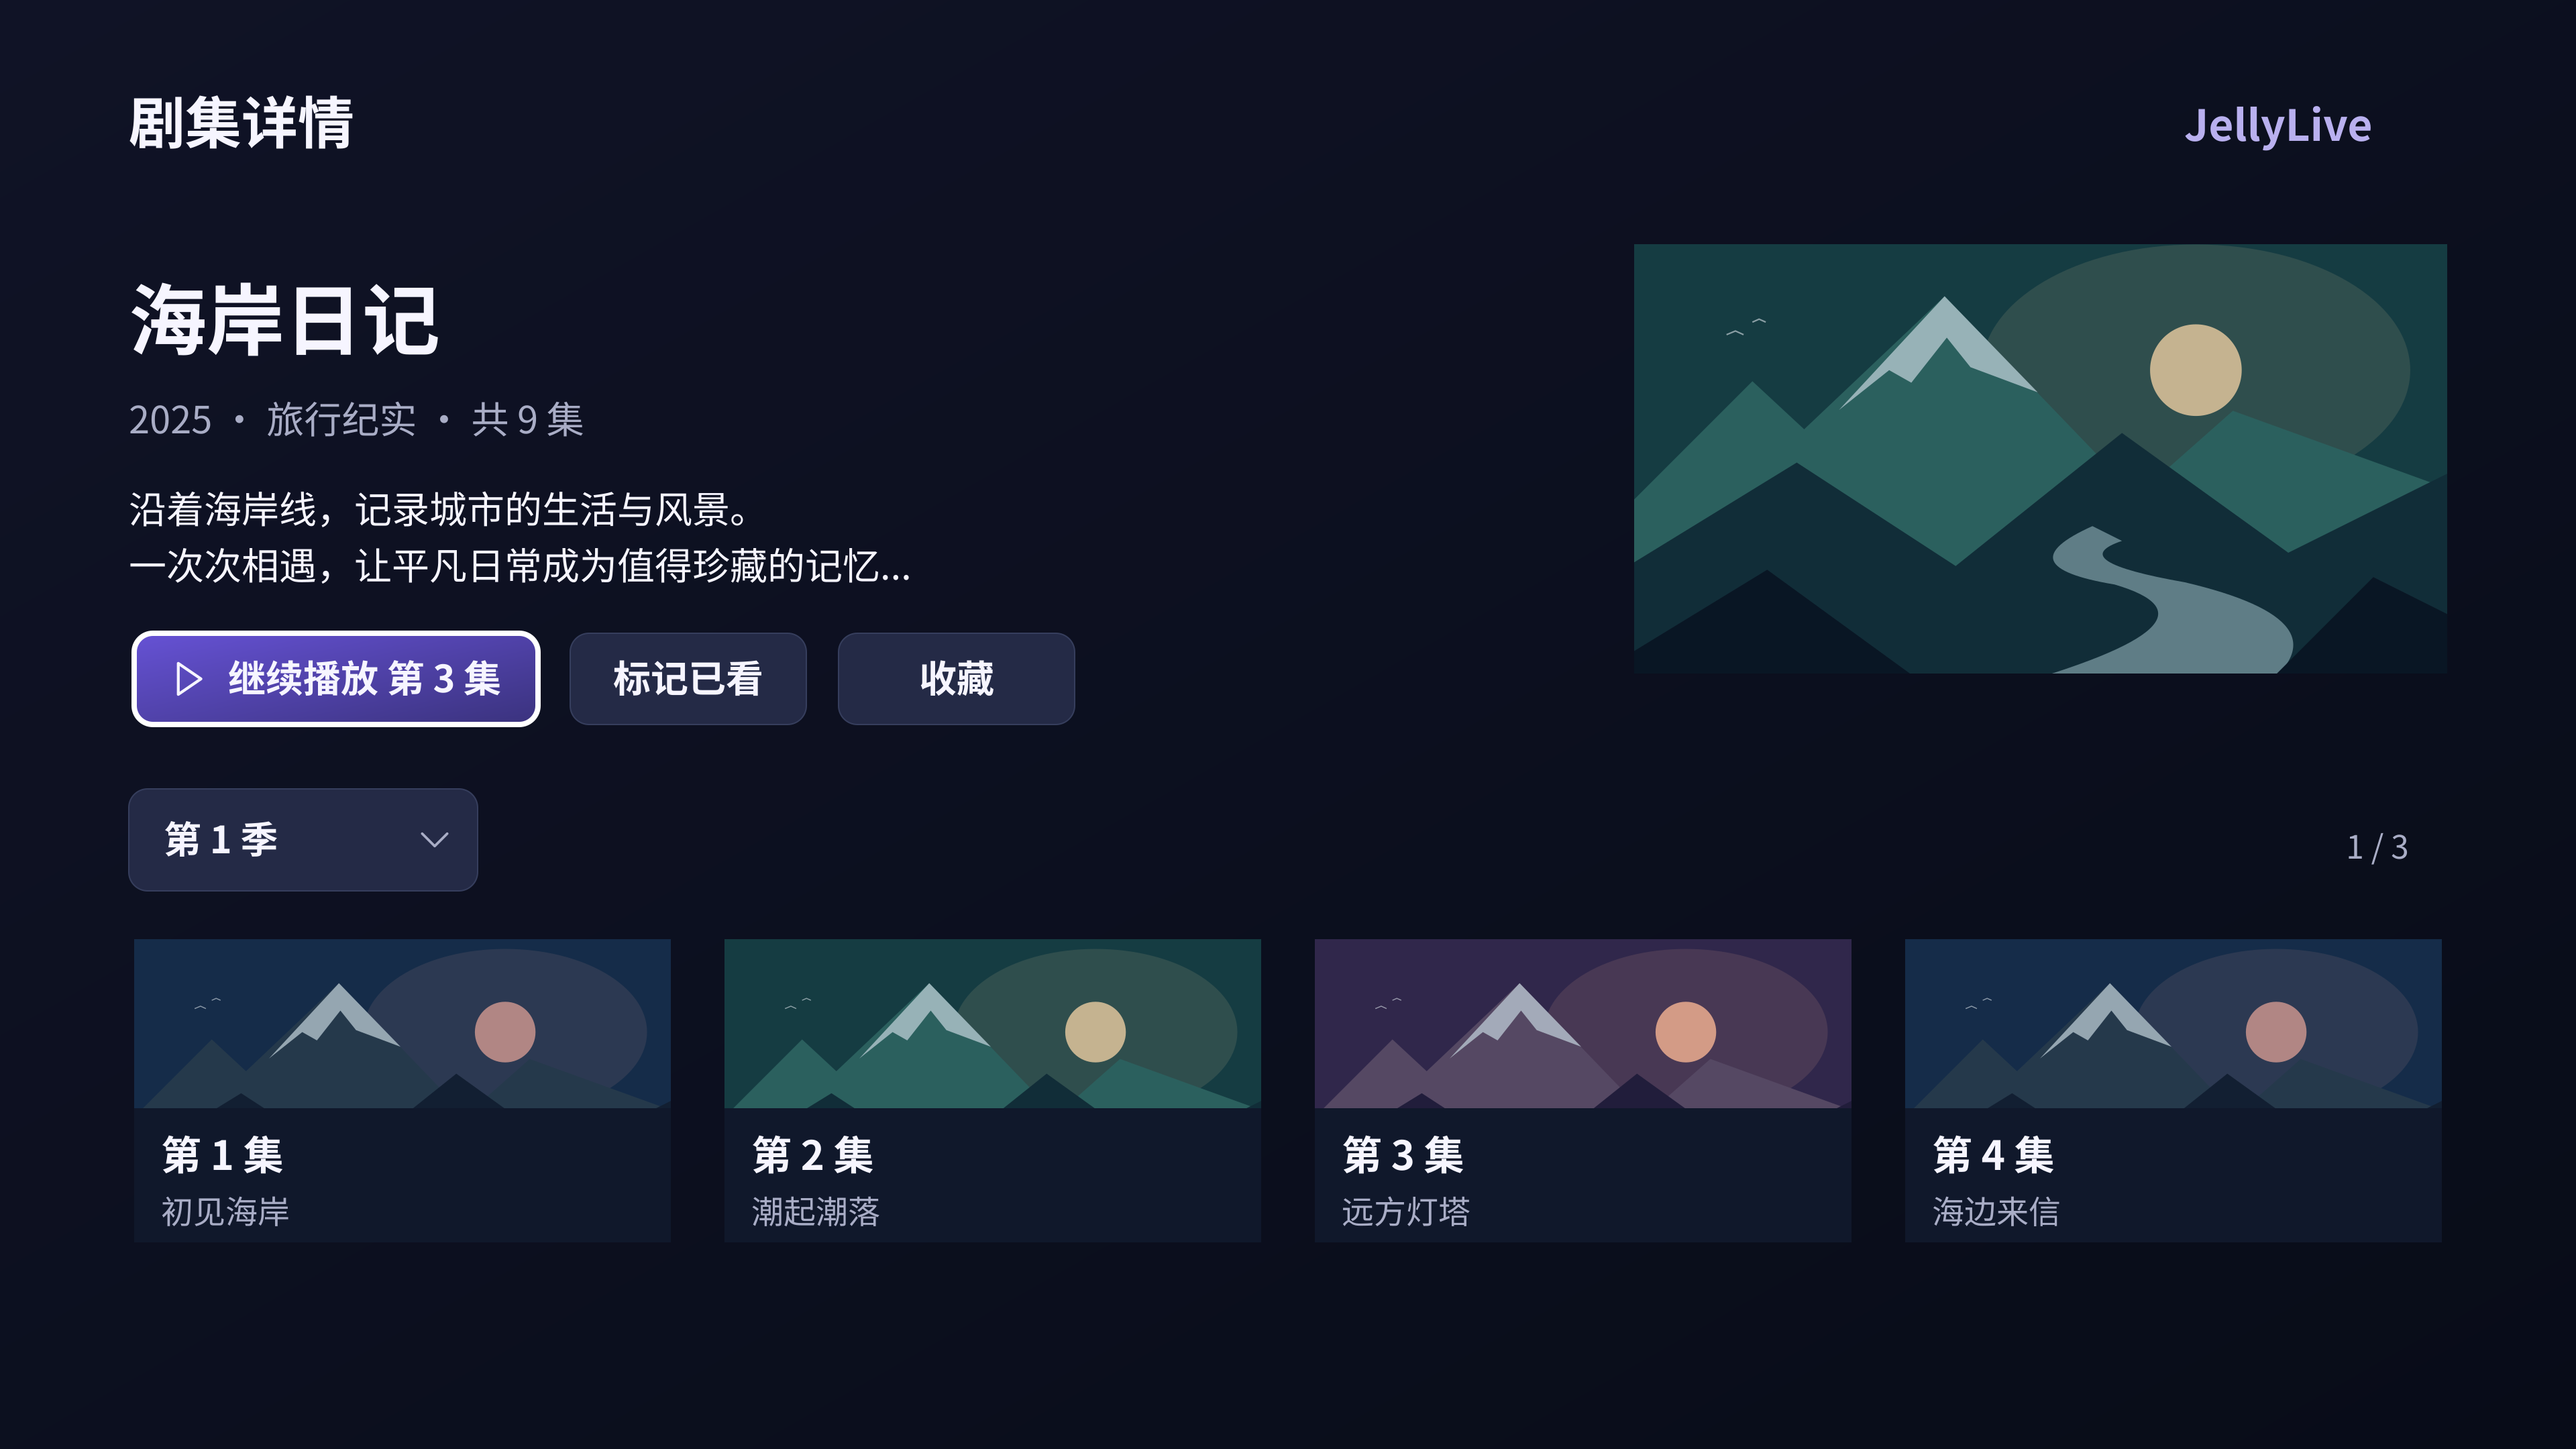 剧集详情
JellyLive
海岸日记
2025 • 旅行纪实 • 共 9 集
沿着海岸线，记录城市的生活与风景。
一次次相遇，让平凡日常成为值得珍藏的记忆...
继续播放 第 3 集
标记已看
收藏
第 1 季
1 / 3
第 1 集
初见海岸
第 2 集
潮起潮落
第 3 集
远方灯塔
第 4 集
海边来信